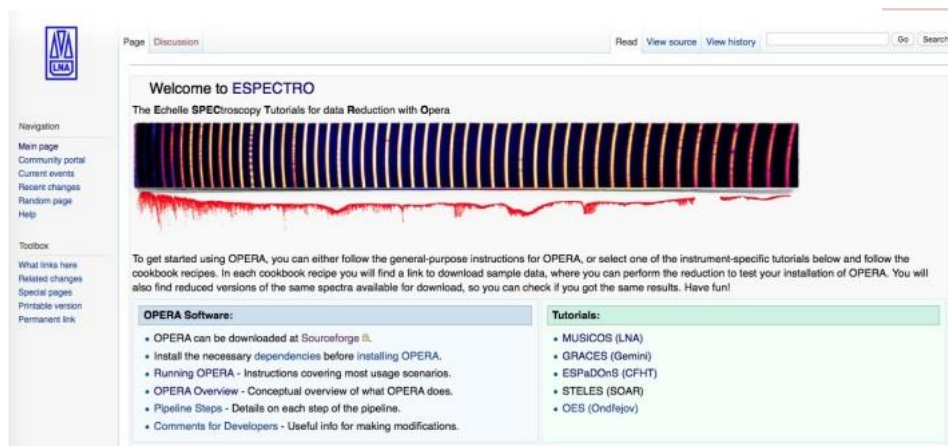 LNA
Page Discussion
Read View source View history
Go Search
Welcome to ESPECTRO
The Echelle SPECtroscopy Tutorials for data Reduction with Opera
Navigation
Main page
Community portal
Current events
Recent changes
Random page
Help
Toolbox
What links here
Related changes
Special pages
Printable version
Permanent link
To get started using OPERA, you can either follow the general-purpose instructions for OPERA, or select one of the instrument-specific tutorials below and follow the
cookbook recipes. In each cookbook recipe you will find a link to download sample data, where you can perform the reduction to test your installation of OPERA. You will
also find reduced versions of the same spectra available for download, so you can check if you got the same results. Have fun!
OPERA Software:
• OPERA can be downloaded at Sourceforge.
• Install the necessary dependencies before installing OPERA.
• Running OPERA - Instructions covering most usage scenarios.
• OPERA Overview - Conceptual overview of what OPERA does.
• Pipeline Steps - Details on each step of the pipeline.
• Comments for Developers - Useful info for making modifications.
Tutorials:
• MUSICOS (LNA)
• GRACES (Gemini)
• ESPaDOnS (CFHT)
• STELES (SOAR)
• OES (Ondřejov)